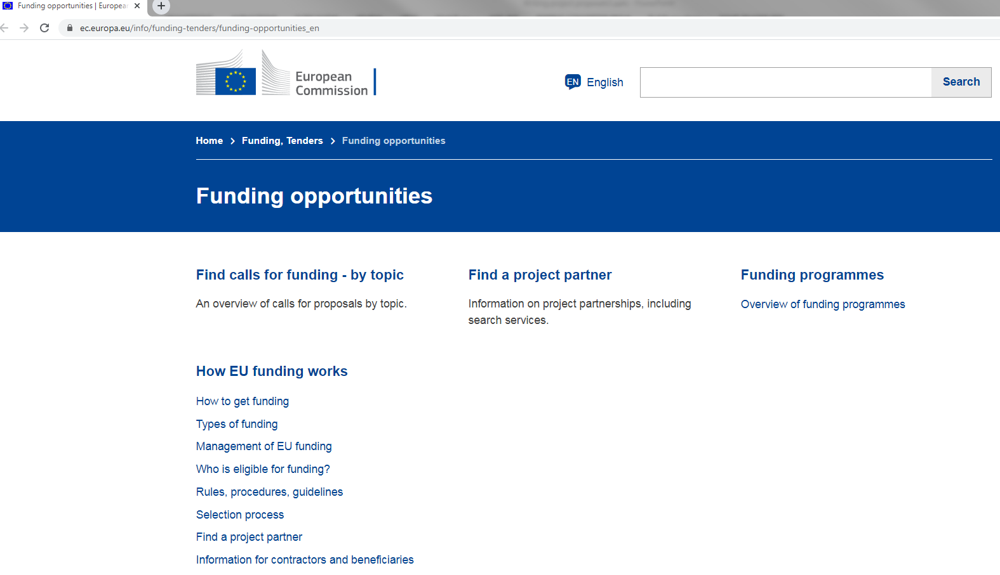 Funding opportunities | European
ec.europa.eu/info/funding-tenders/funding-opportunities_en
European
Commission
EN English
Search
Home > Funding, Tenders > Funding opportunities
Funding opportunities
Find calls for funding - by topic
An overview of calls for proposals by topic.
Find a project partner
Information on project partnerships, including
search services.
Funding programmes
Overview of funding programmes
How EU funding works
How to get funding
Types of funding
Management of EU funding
Who is eligible for funding?
Rules, procedures, guidelines
Selection process
Find a project partner
Information for contractors and beneficiaries